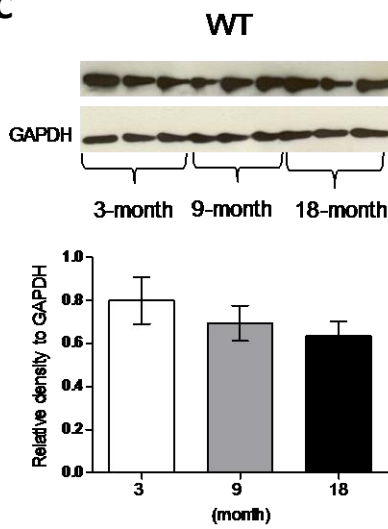 C
WT
GAPDH
3-month 9-month 18-month
Relative density to GAPDH
1.0
0.8
0.6
0.4
0.2
0.0
3 9 18
(month)